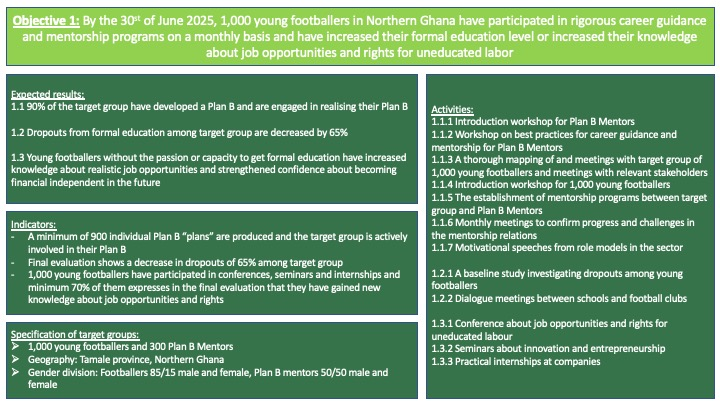 Objective 1: By the 30st of June 2025, 1,000 young footballers in Northern Ghana have participated in rigorous career guidance
and mentorship programs on a monthly basis and have increased their formal education level or increased their knowledge
about job opportunities and rights for uneducated labor
Expected results:
1.1 90% of the target group have developed a Plan B and are engaged in realising their Plan B
1.2 Dropouts from formal education among target group are decreased by 65%
1.3 Young footballers without the passion or capacity to get formal education have increased
knowledge about realistic job opportunities and strengthened confidence about becoming
financial independent in the future
Indicators:
- A minimum of 900 individual Plan B “plans” are produced and the target group is actively
involved in their Plan B
- Final evaluation shows a decrease in dropouts of 65% among target group
- 1,000 young footballers have participated in conferences, seminars and internships and
minimum 70% of them expresses in the final evaluation that they have gained new
knowledge about job opportunities and rights
Specification of target groups:
➢ 1,000 young footballers and 300 Plan B Mentors
➢ Geography: Tamale province, Northern Ghana
➢ Gender division: Footballers 85/15 male and female, Plan B mentors 50/50 male and
female
Activities:
1.1.1 Introduction workshop for Plan B Mentors
1.1.2 Workshop on best practices for career guidance and
mentorship for Plan B Mentors
1.1.3 A thorough mapping of and meetings with target group of
1,000 young footballers and meetings with relevant stakeholders
1.1.4 Introduction workshop for 1,000 young footballers
1.1.5 The establishment of mentorship programs between target
group and Plan B Mentors
1.1.6 Monthly meetings to confirm progress and challenges in
the mentorship relations
1.1.7 Motivational speeches from role models in the sector
1.2.1 A baseline study investigating dropouts among young
footballers
1.2.2 Dialogue meetings between schools and football clubs
1.3.1 Conference about job opportunities and rights for
uneducated labour
1.3.2 Seminars about innovation and entrepreneurship
1.3.3 Practical internships at companies